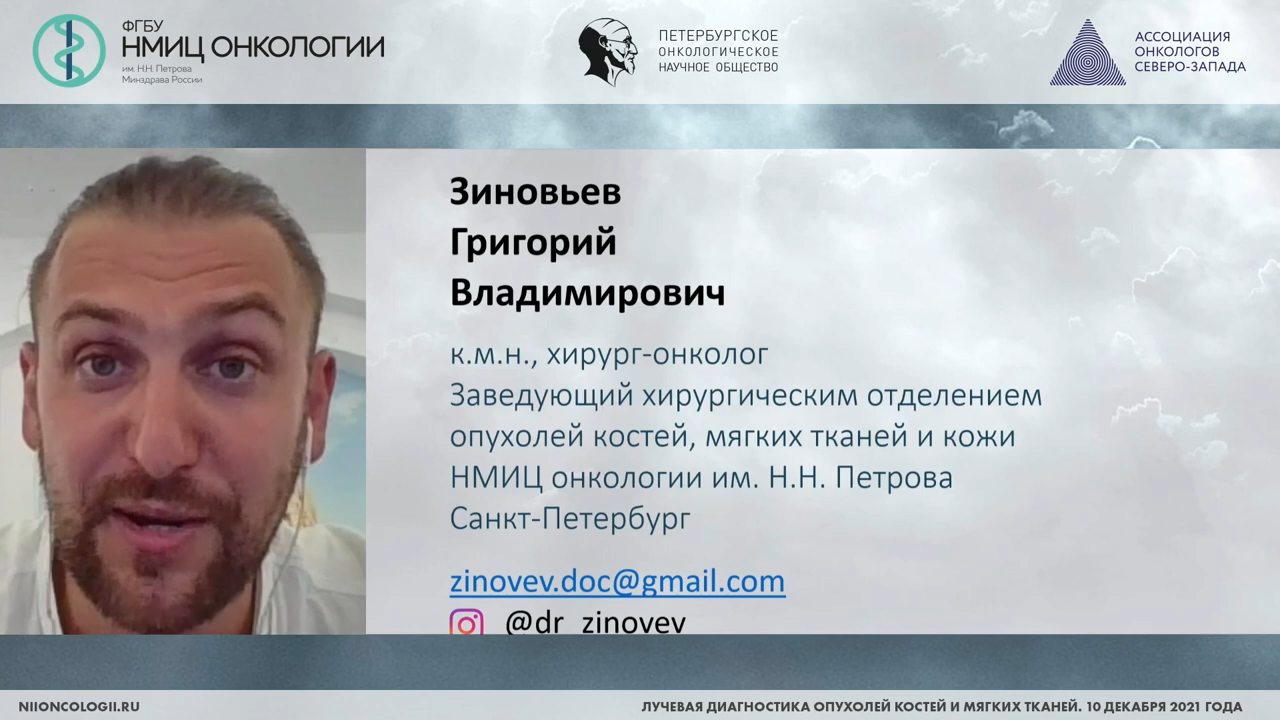 ФГБУ
НМИЦ ОНКОЛОГИИ
им. Н.Н. Петрова
Минздрава России
ПЕТЕРБУРГСКОЕ
ОНКОЛОГИЧЕСКОЕ
НАУЧНОЕ ОБЩЕСТВО
АССОЦИАЦИЯ
ОНКОЛОГОВ
СЕВЕРО-ЗАПАДА
Зиновьев
Григорий
Владимирович
к.м.н., хирург-онколог
Заведующий хирургическим отделением
опухолей костей, мягких тканей и кожи
НМИЦ онкологии им. Н.Н. Петрова
Санкт-Петербург
zinovev.doc@gmail.com
@dr_zinovev
NIIONCOLOGII.RU
ЛУЧЕВАЯ ДИАГНОСТИКА ОПУХОЛЕЙ КОСТЕЙ И МЯГКИХ ТКАНЕЙ. 10 ДЕКАБРЯ 2021 ГОДА